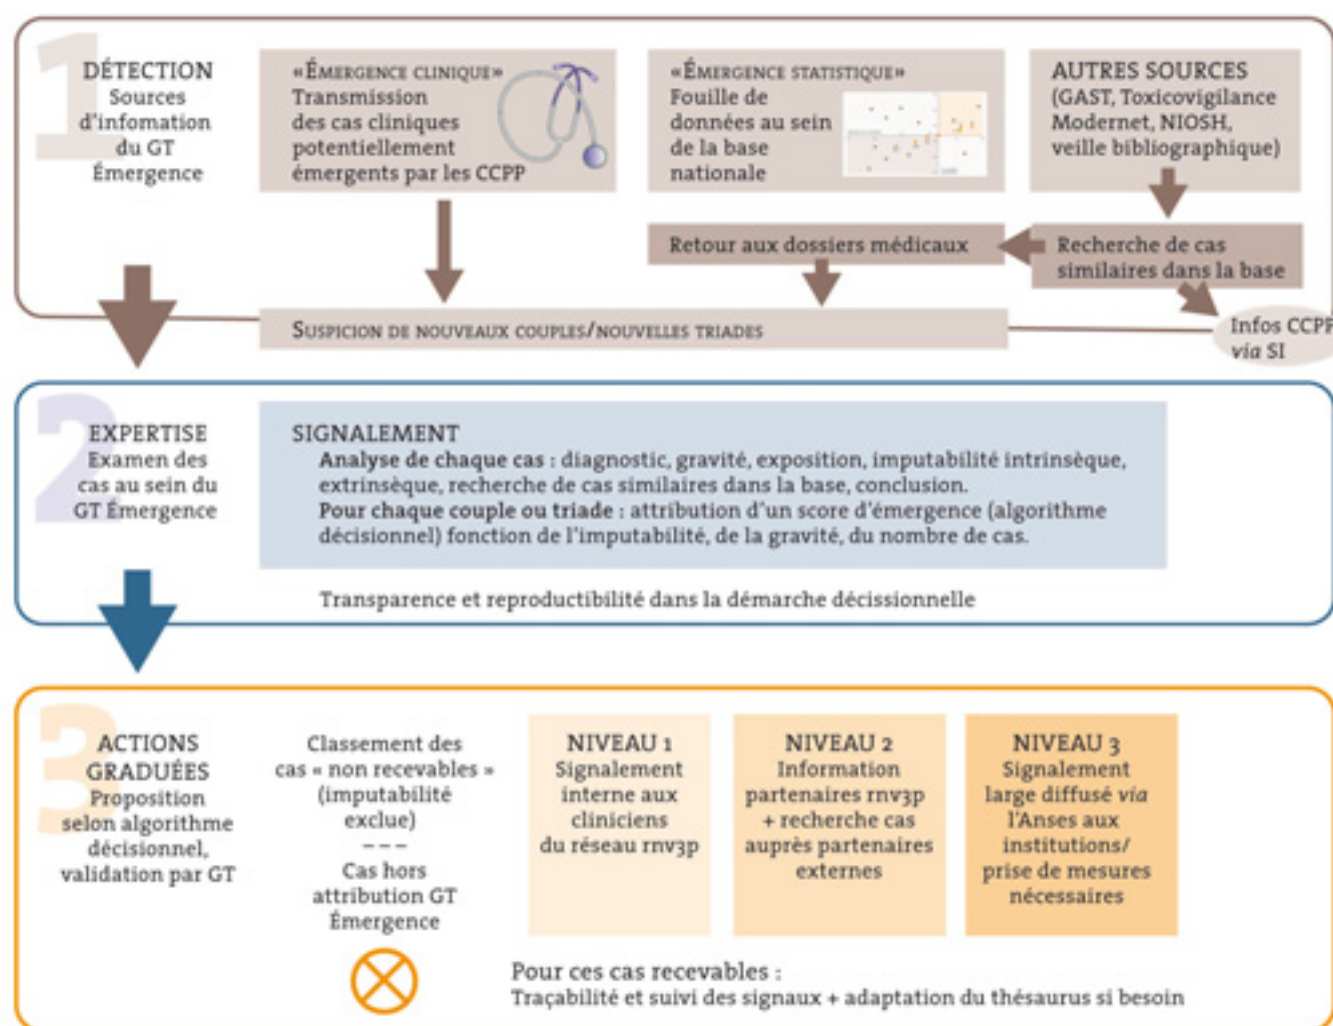 1
DÉTECTION
Sources
d'infomation
du GT
Émergence
«ÉMERGENCE CLINIQUE»
Transmission
des cas cliniques
potentiellement
émergents par les CCPP
«ÉMERGENCE STATISTIQUE»
Fouille de
données au sein
de la base
nationale
AUTRES SOURCES
(GAST, Toxicovigilance
Modernet, NIOSH,
veille bibliographique)
Retour aux dossiers médicaux
Recherche de cas
similaires dans la base
SUSPICION DE NOUVEAUX COUPLES/NOUVELLES TRIADES
Infos CCPP
via SI
2
EXPERTISE
Examen des
cas au sein du
GT Émergence
SIGNALEMENT
Analyse de chaque cas : diagnostic, gravité, exposition, imputabilité intrinsèque,
extrinsèque, recherche de cas similaires dans la base, conclusion.
Pour chaque couple ou triade : attribution d'un score d'émergence (algorithme
décisionnel) fonction de l'imputabilité, de la gravité, du nombre de cas.
Transparence et reproductibilité dans la démarche décissionnelle
3
ACTIONS
GRADUÉES
Proposition
selon algorithme
décisionnel,
validation par GT
Classement des
cas « non recevables »
(imputabilité
exclue)
– – –
Cas hors
attribution GT
Émergence
NIVEAU 1
Signalement
interne aux
cliniciens
du réseau rnv3p
NIVEAU 2
Information
partenaires rnv3p
+ recherche cas
auprès partenaires
externes
NIVEAU 3
Signalement
large diffusé via
l'Anses aux
institutions/
prise de mesures
nécessaires
Pour ces cas recevables :
Traçabilité et suivi des signaux + adaptation du thésaurus si besoin